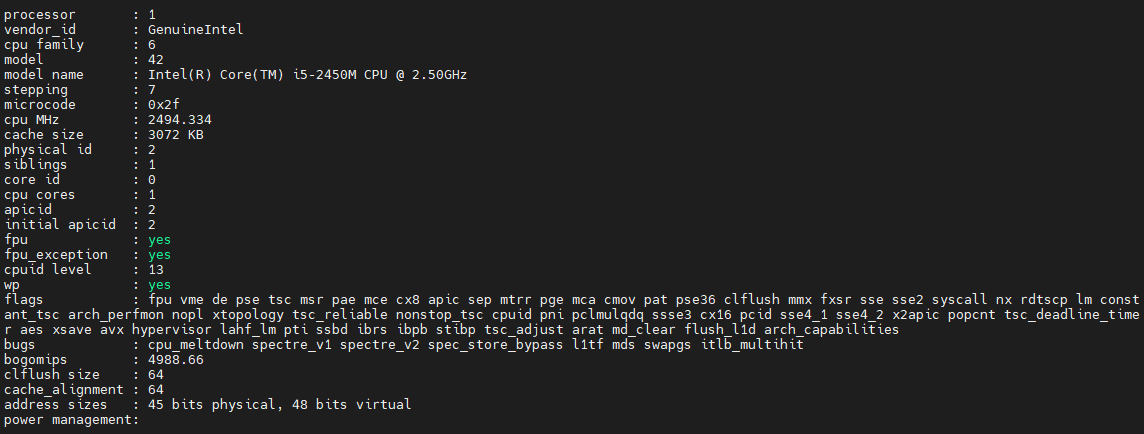 processor       : 1
vendor_id       : GenuineIntel
cpu family      : 6
model           : 42
model name      : Intel(R) Core(TM) i5-2450M CPU @ 2.50GHz
stepping        : 7
microcode       : 0x2f
cpu MHz         : 2494.334
cache size      : 3072 KB
physical id     : 2
siblings        : 1
core id         : 0
cpu cores       : 1
apicid          : 2
initial apicid  : 2
fpu             : yes
fpu_exception   : yes
cpuid level     : 13
wp              : yes
flags           : fpu vme de pse tsc msr pae mce cx8 apic sep mtrr pge mca cmov pat pse36 clflush mmx fxsr sse sse2 syscall nx rdtscp lm const
ant_tsc arch_perfmon nopl xtopology tsc_reliable nonstop_tsc cpuid pni pclmulqdq ssse3 cx16 pcid sse4_1 sse4_2 x2apic popcnt tsc_deadline_time
r aes xsave avx hypervisor lahf_lm pti ssbd ibrs ibpb stibp tsc_adjust arat md_clear flush_l1d arch_capabilities
bugs            : cpu_meltdown spectre_v1 spectre_v2 spec_store_bypass l1tf mds swapgs itlb_multihit
bogomips        : 4988.66
clflush size    : 64
cache_alignment : 64
address sizes   : 45 bits physical, 48 bits virtual
power management: